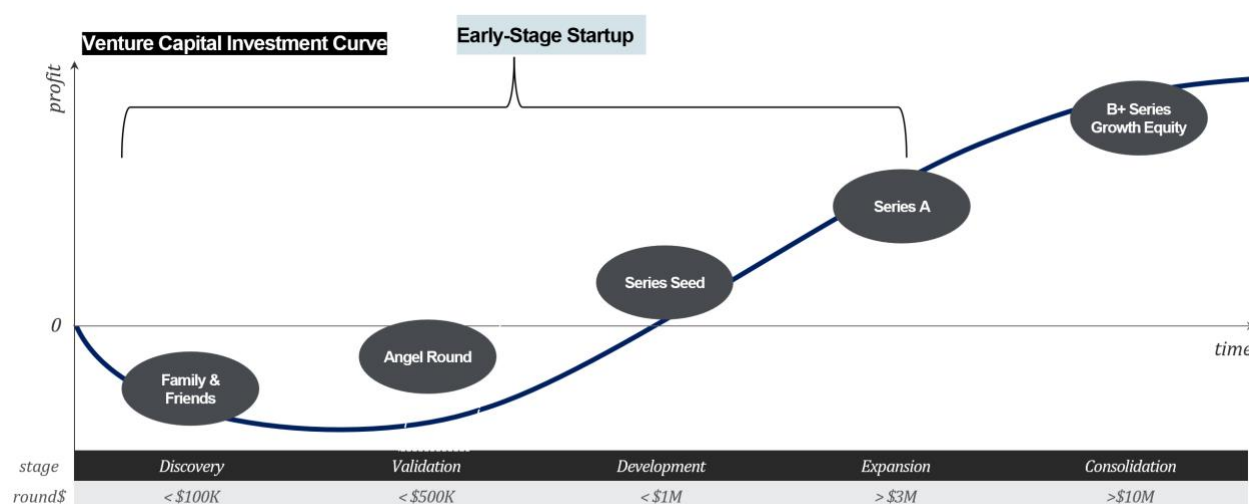 Venture Capital Investment Curve
Early-Stage Startup
profit
B+ Series
Growth Equity
Series A
Series Seed
0
Angel Round
time
Family &
Friends
stage Discovery Validation Development Expansion Consolidation
round$ <$100K <$500K <$1M >$3M >$10M